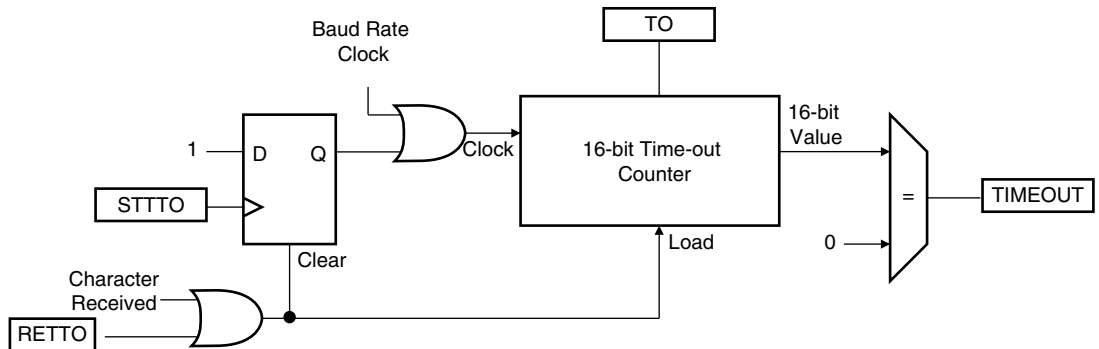 TO
Baud Rate
Clock
16-bit
Value
1
D
Q
Clock
16-bit Time-out
Counter
STTTO
=
TIMEOUT
Clear
Load
0
Character
Received
RETTO